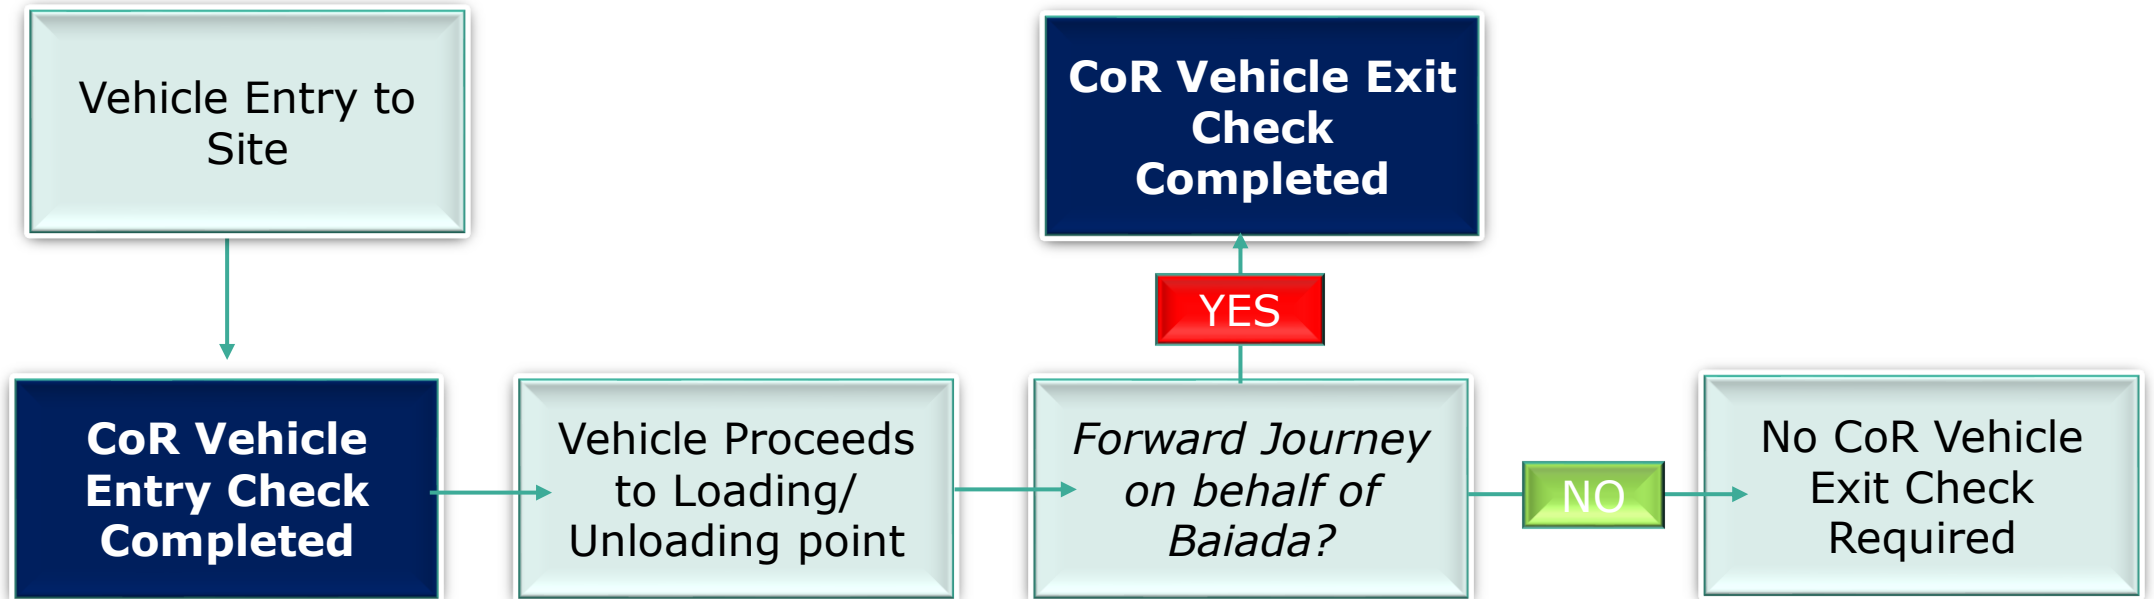 Vehicle Entry to
Site
CoR Vehicle Exit
Check
Completed
YES
CoR Vehicle
Entry Check
Completed
Vehicle Proceeds
to Loading/
Unloading point
Forward Journey
on behalf of
Baiada?
NO
No CoR Vehicle
Exit Check
Required